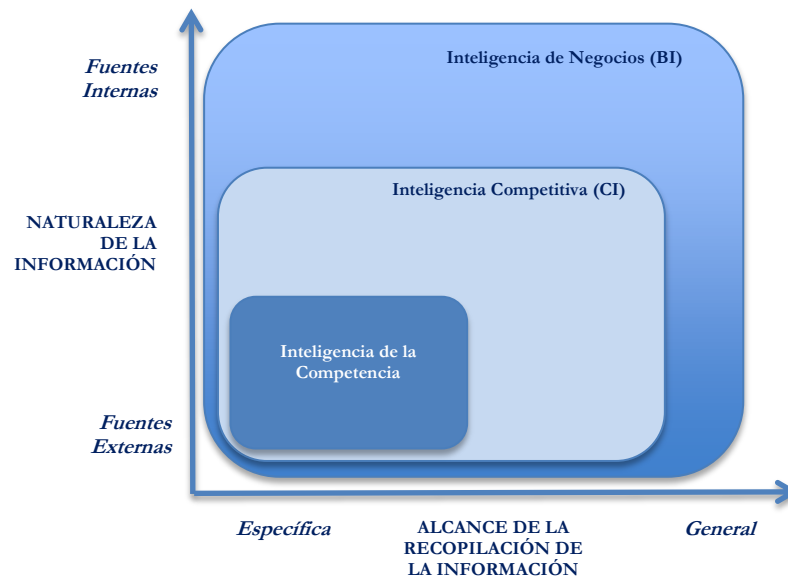 Inteligencia de Negocios (BI)
Fuentes
Internas
Inteligencia Competitiva (CI)
NATURALEZA
DE LA
INFORMACIÓN
Inteligencia de la
Competencia
Fuentes
Externas
Específica
ALCANCE DE LA
RECOPILACIÓN DE
LA INFORMACIÓN
General